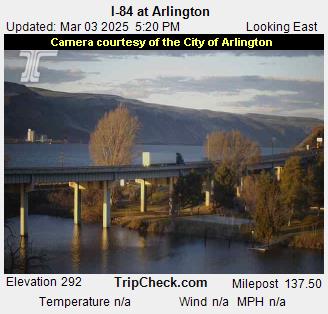 I-84 at Arlington
Updated: Mar 03 2025 5:20 PM Looking East
Camera courtesy of the City of Arlington
Elevation 292 TripCheck.com Milepost 137.50
Temperature n/a Wind n/a MPH n/a